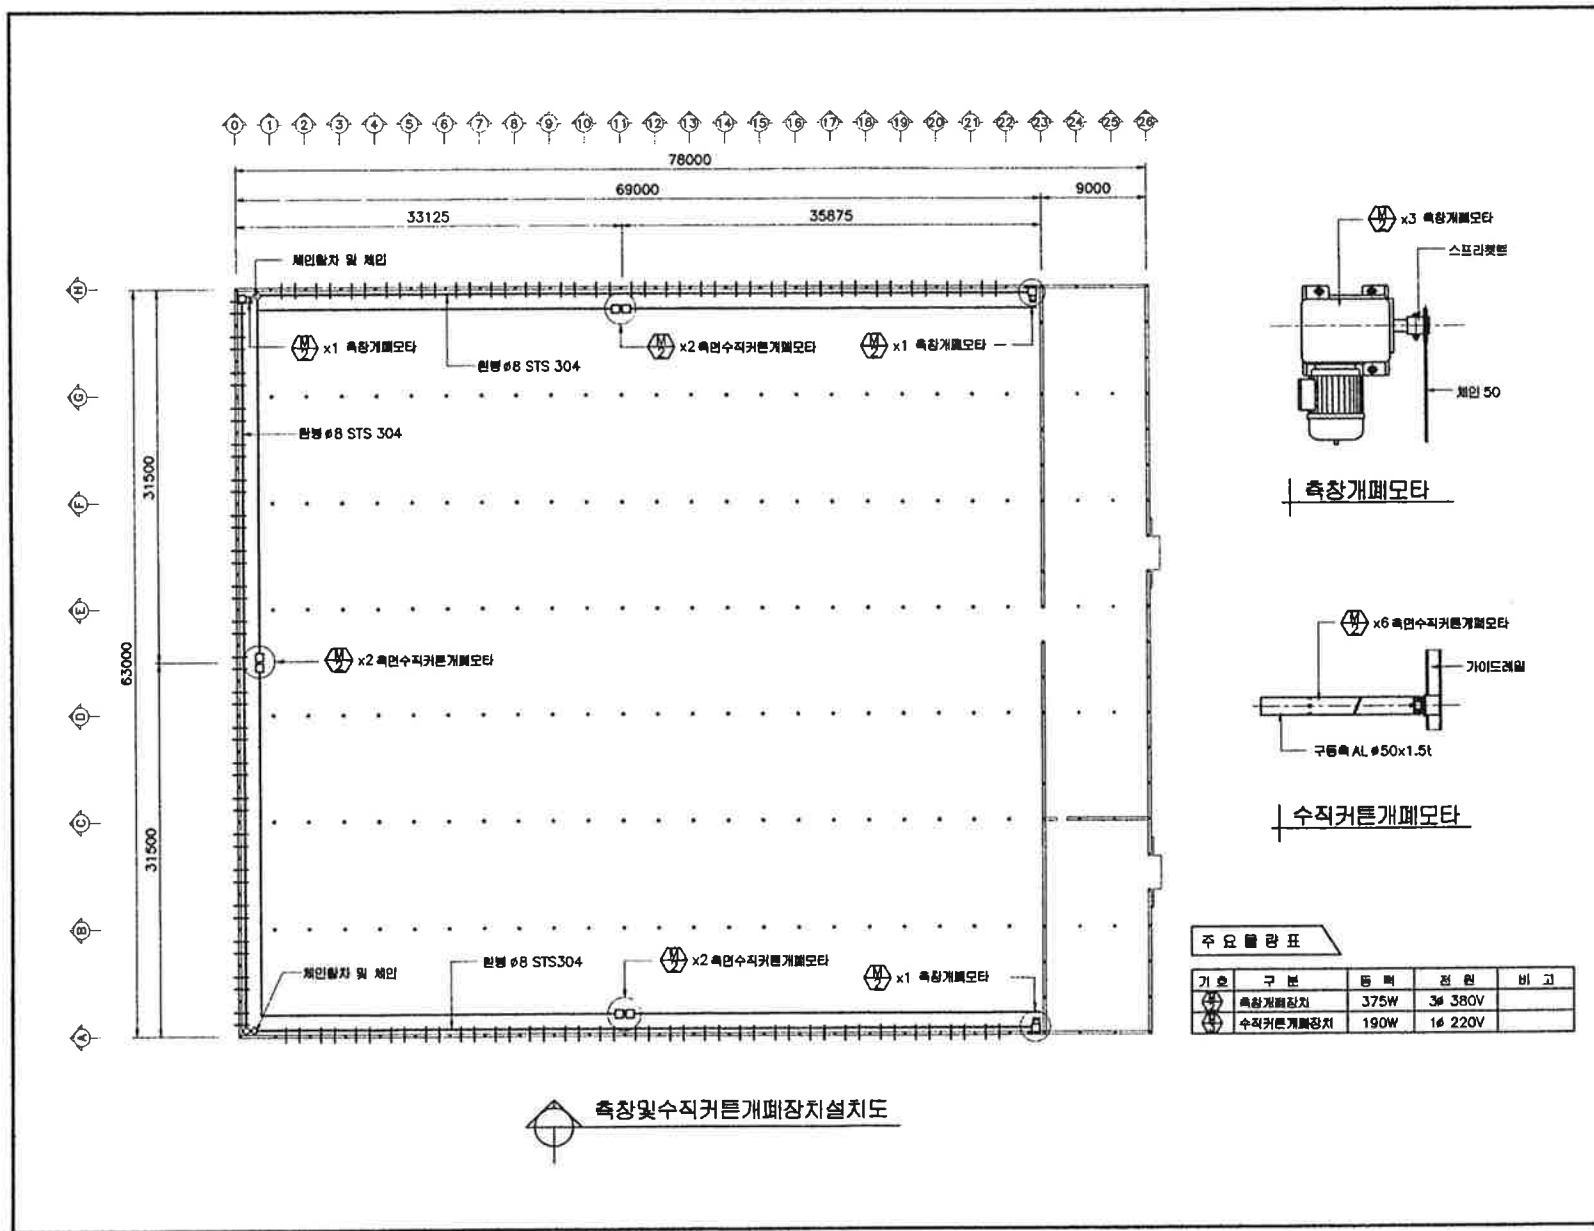 0 1 2 3 4 5 6 7 8 9 10 11 12 13 14 15 16 17 18 19 20 21 22 23 24 25 26
78000
69000 9000
33125 35875
체인활차 및 체인
H
M/2 x1 측창개폐모타
M/2 x2 측면수직커튼개폐모타
M/2 x1 측창개폐모타
환봉 ø8 STS 304
G
환봉 ø8 STS 304
31500
F
E
63000
M/2 x2 측면수직커튼개폐모타
D
C
31500
B
체인활차 및 체인
환봉 ø8 STS304
M/2 x2 측면수직커튼개폐모타
M/2 x1 측창개폐모타
A
측창및수직커튼개폐장치설치도
M/2 x3 측창개폐모타
스프라켓트
체인 50
측창개폐모타
M/2 x6 측면수직커튼개폐모타
가이드레일
구동축 AL ø50x1.5t
수직커튼개폐모타
주 요 물 량 표
기 호 구 분 동 력 전 원 비 고
측창개폐장치 375W 3ø 380V
수직커튼개폐장치 190W 1ø 220V